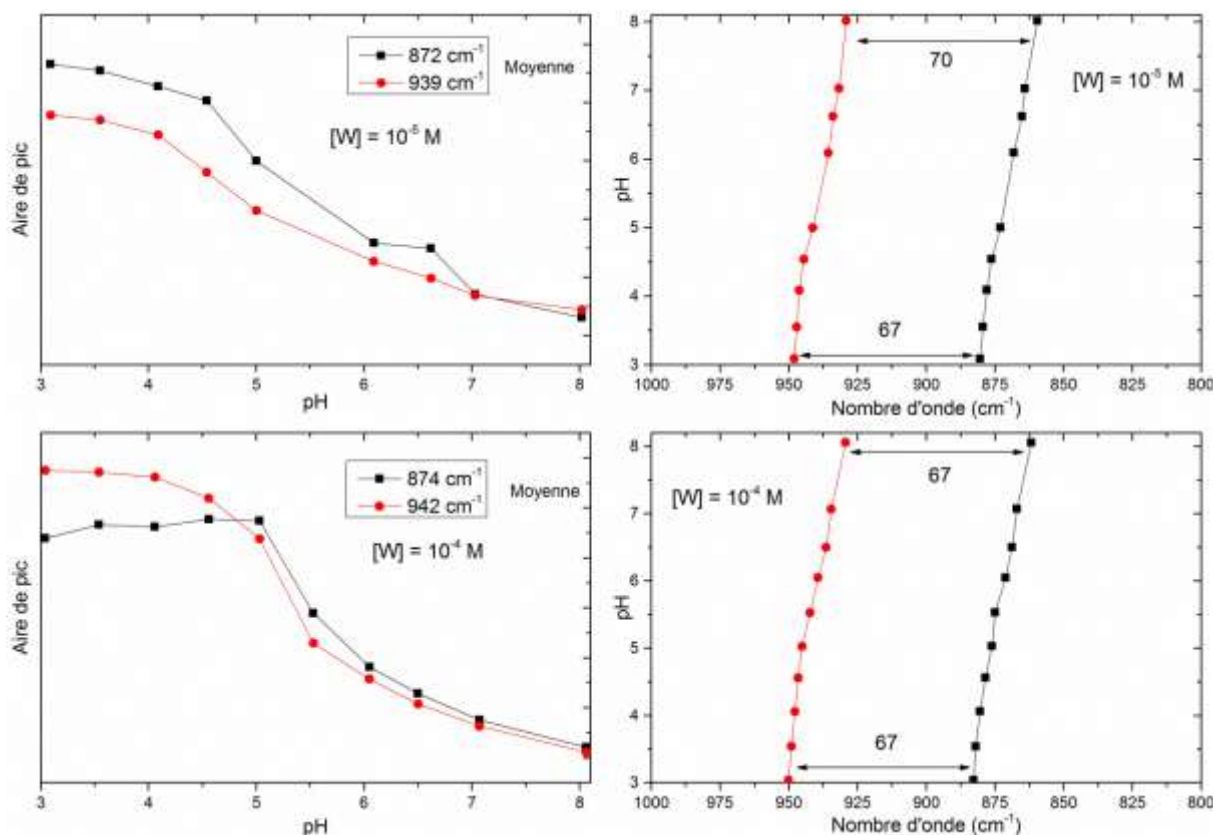 872 cm⁻¹
939 cm⁻¹
Moyenne
[W] = 10⁻⁵ M
Aire de pic
3 4 5 6 7 8
pH
8
7
6
5
4
3
pH
70
[W] = 10⁻⁵ M
67
1000 975 950 925 900 875 850 825 800
Nombre d'onde (cm⁻¹)
874 cm⁻¹
942 cm⁻¹
Moyenne
[W] = 10⁻⁴ M
Aire de pic
3 4 5 6 7 8
pH
8
7
6
5
4
3
pH
67
[W] = 10⁻⁴ M
67
1000 975 950 925 900 875 850 825 800
Nombre d'onde (cm⁻¹)